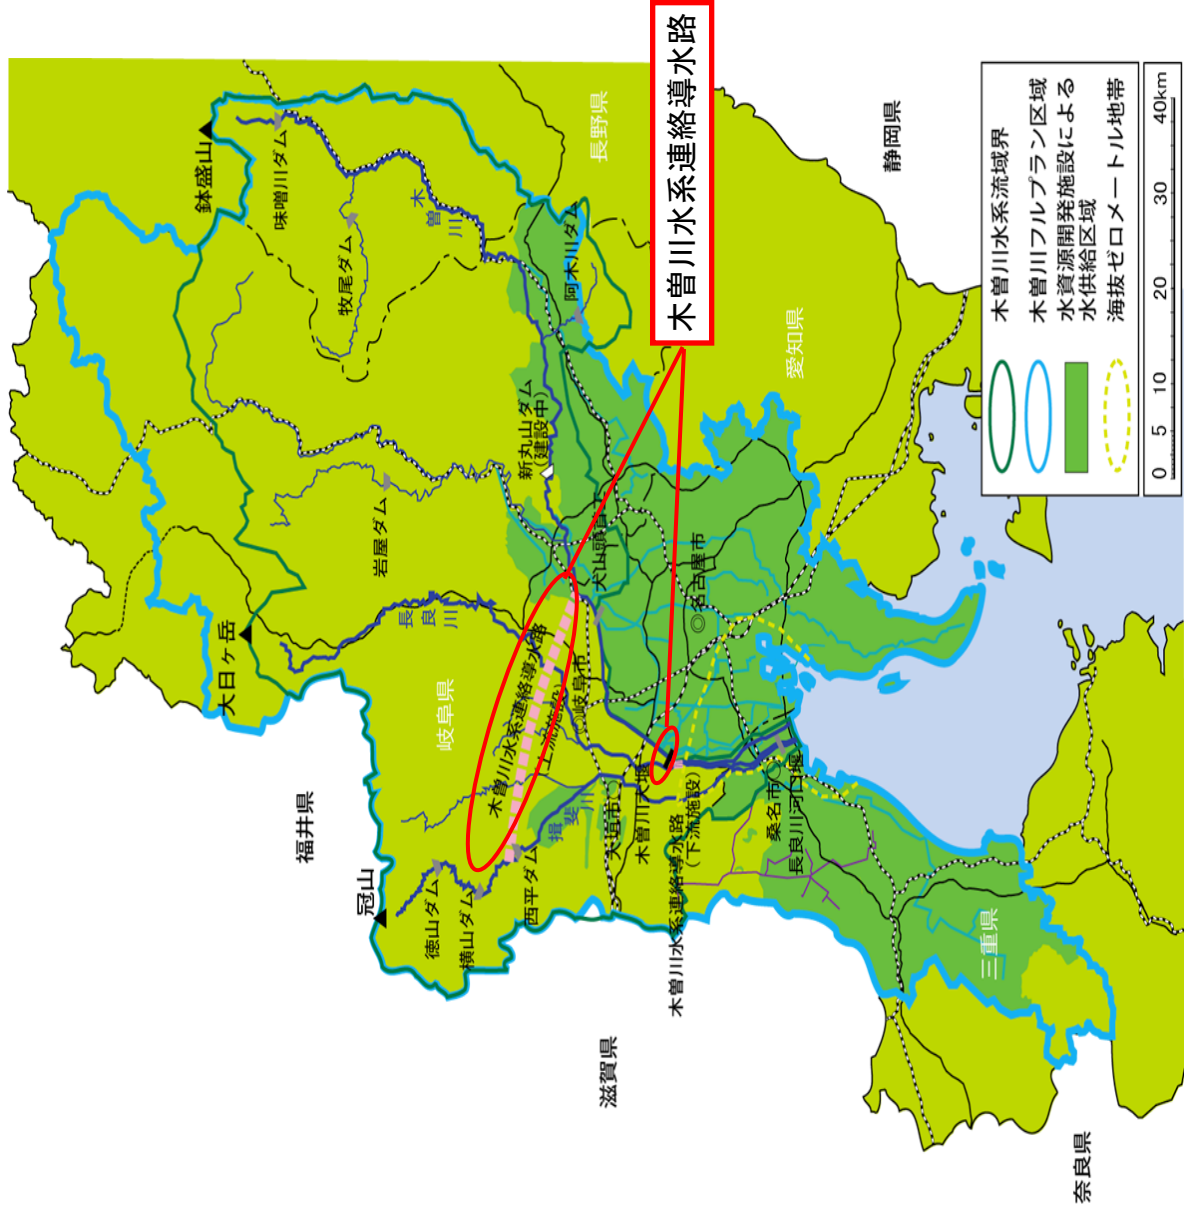 木曽川水系連絡導水路
福井県
冠山
徳山ダム
横山ダム
西平ダム
揖斐川
大日ヶ岳
長良川
岐阜県
木曽川水系連絡導水路
（上流施設）
岐阜市
大垣市
岩屋ダム
鉢盛山
味噌川ダム
牧尾ダム
木曽川
長野県
阿木川ダム
新丸山ダム
（建設中）
犬山頭首工
木曽川大堰
木曽川水系連絡導水路
（下流施設）
名古屋市
愛知県
静岡県
桑名市
長良川河口堰
三重県
滋賀県
奈良県
木曽川水系流域界
木曽川フルプラン区域
水資源開発施設による
水供給区域
海抜ゼロメートル地帯
0 5 10 20 30 40km